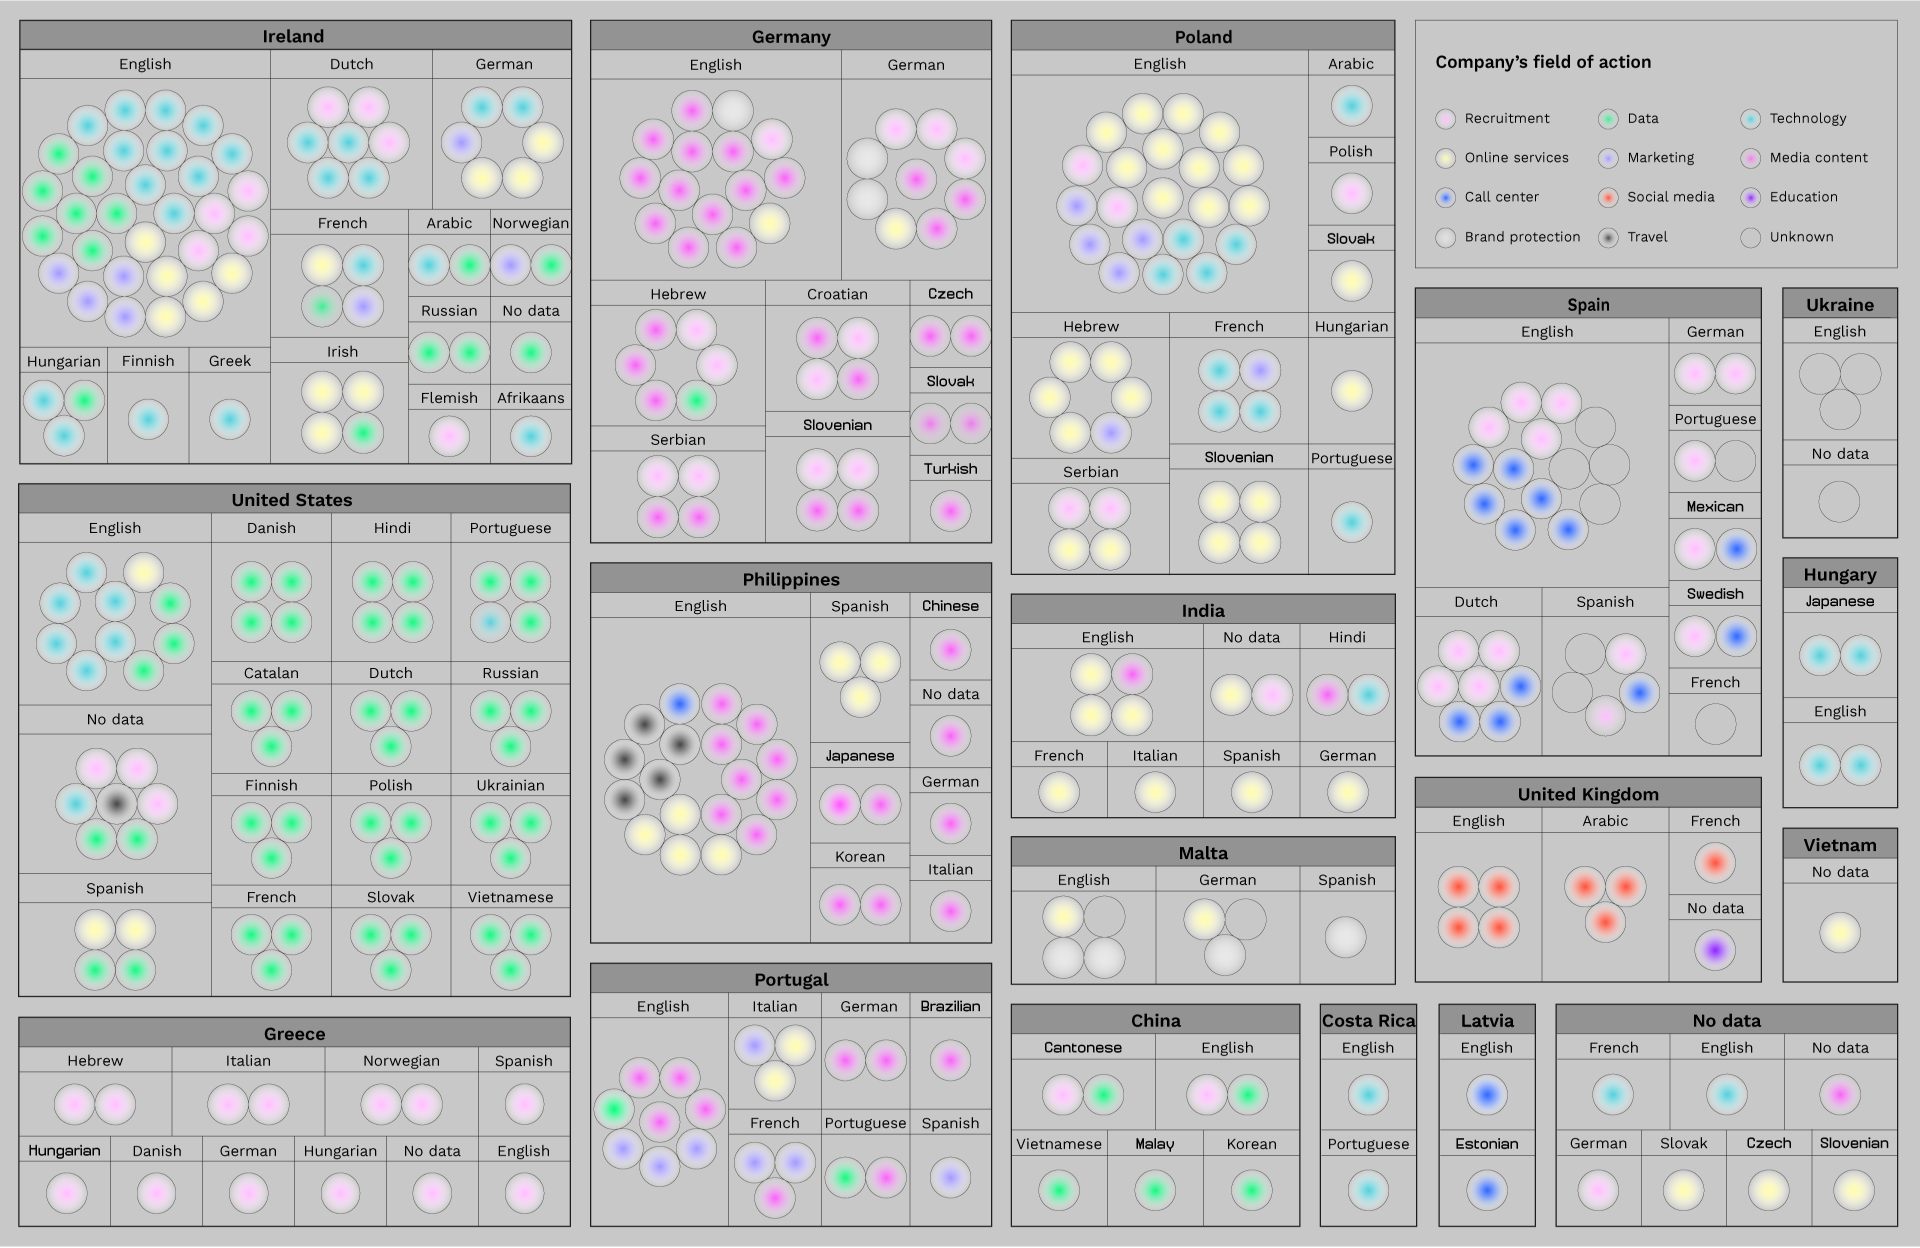 Ireland
English
Dutch
German
French
Arabic
Norwegian
Russian
No data
Irish
Flemish
Afrikaans
Hungarian
Finnish
Greek
United States
English
Danish
Hindi
Portuguese
No data
Catalan
Dutch
Russian
Finnish
Polish
Ukrainian
Spanish
French
Slovak
Vietnamese
Greece
Hebrew
Italian
Norwegian
Spanish
Hungarian
Danish
German
Hungarian
No data
English
Germany
English
German
Hebrew
Croatian
Czech
Slovak
Serbian
Slovenian
Turkish
Philippines
English
Spanish
Chinese
No data
Japanese
German
Korean
Italian
Portugal
English
Italian
German
Brazilian
French
Portuguese
Spanish
Poland
English
Arabic
Polish
Slovak
Hebrew
French
Hungarian
Serbian
Slovenian
Portuguese
India
English
No data
Hindi
French
Italian
Spanish
German
Malta
English
German
Spanish
China
Cantonese
English
Vietnamese
Malay
Korean
Costa Rica
English
Portuguese
Latvia
English
Estonian
Company's field of action
Recruitment
Data
Technology
Online services
Marketing
Media content
Call center
Social media
Education
Brand protection
Travel
Unknown
Spain
English
German
Portuguese
Mexican
Swedish
Dutch
Spanish
French
Ukraine
English
No data
Hungary
Japanese
English
United Kingdom
English
Arabic
French
No data
Vietnam
No data
No data
French
English
No data
German
Slovak
Czech
Slovenian